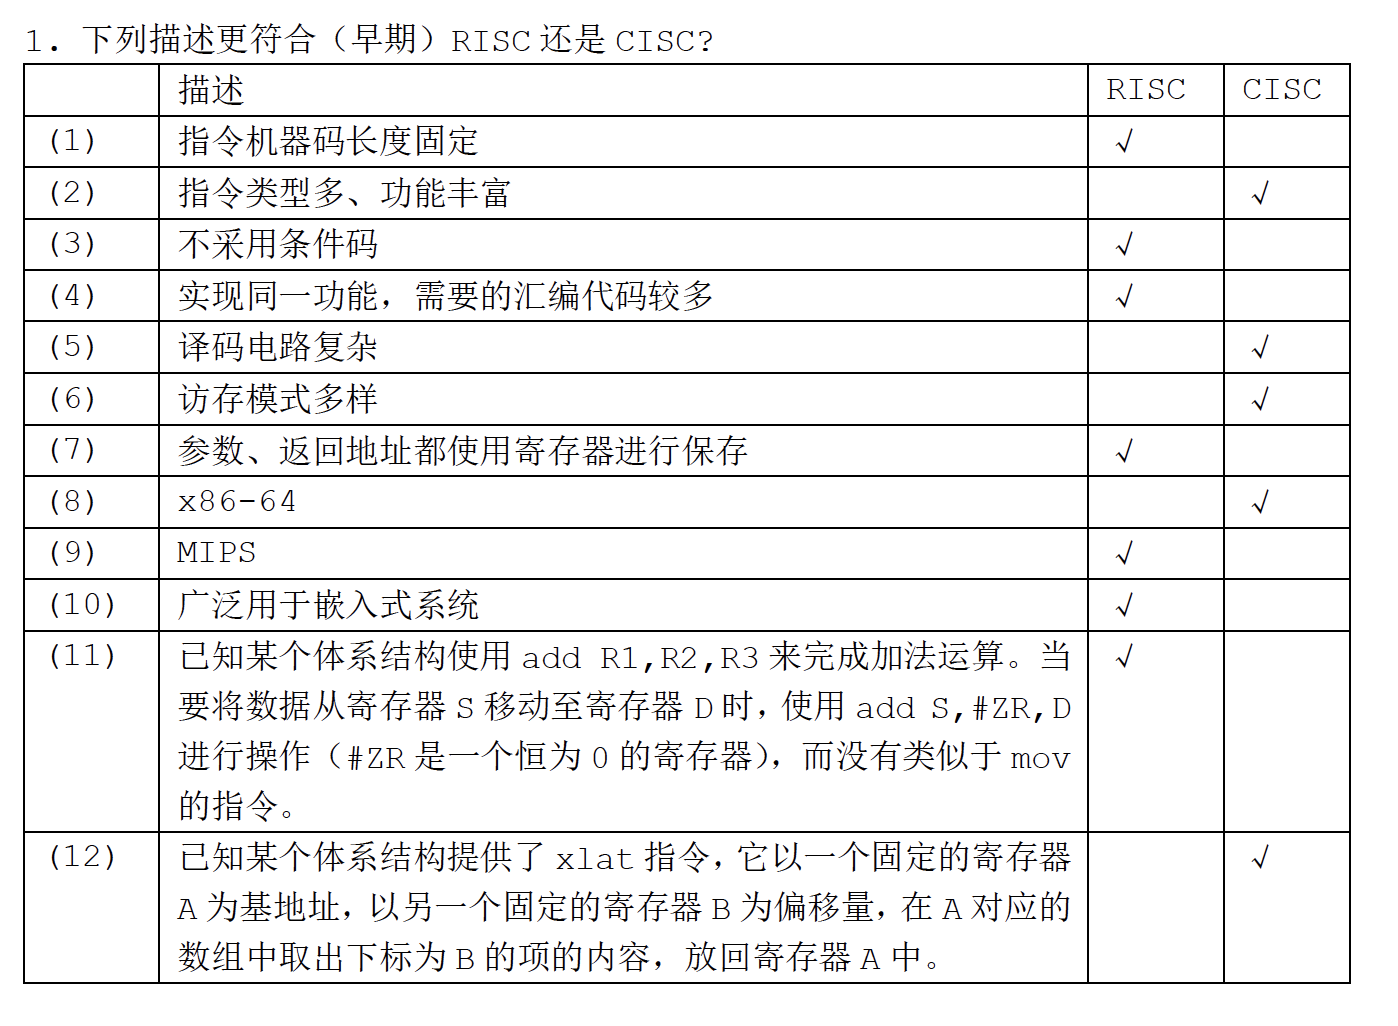 1. 下列描述更符合（早期）RISC 还是 CISC?
描述 RISC CISC
(1) 指令机器码长度固定 √
(2) 指令类型多、功能丰富 √
(3) 不采用条件码 √
(4) 实现同一功能，需要的汇编代码较多 √
(5) 译码电路复杂 √
(6) 访存模式多样 √
(7) 参数、返回地址都使用寄存器进行保存 √
(8) x86-64 √
(9) MIPS √
(10) 广泛用于嵌入式系统 √
(11) 已知某个体系结构使用 add R1,R2,R3 来完成加法运算。当 √
要将数据从寄存器 S 移动至寄存器 D 时，使用 add S,#ZR,D
进行操作（#ZR 是一个恒为 0 的寄存器），而没有类似于 mov
的指令。
(12) 已知某个体系结构提供了 xlat 指令，它以一个固定的寄存器 √
A 为基地址，以另一个固定的寄存器 B 为偏移量，在 A 对应的
数组中取出下标为 B 的项的内容，放回寄存器 A 中。